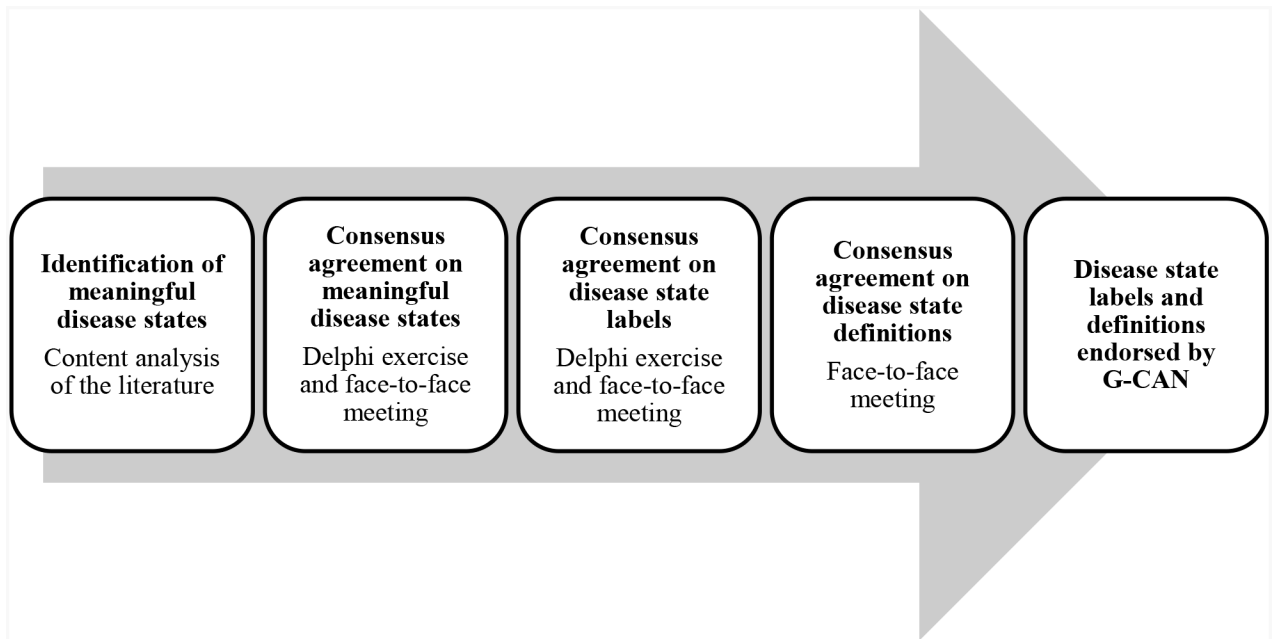 Identification of
meaningful
disease states
Content analysis
of the literature
Consensus
agreement on
meaningful
disease states
Delphi exercise
and face-to-face
meeting
Consensus
agreement on
disease state
labels
Delphi exercise
and face-to-face
meeting
Consensus
agreement on
disease state
definitions
Face-to-face
meeting
Disease state
labels and
definitions
endorsed by
G-CAN